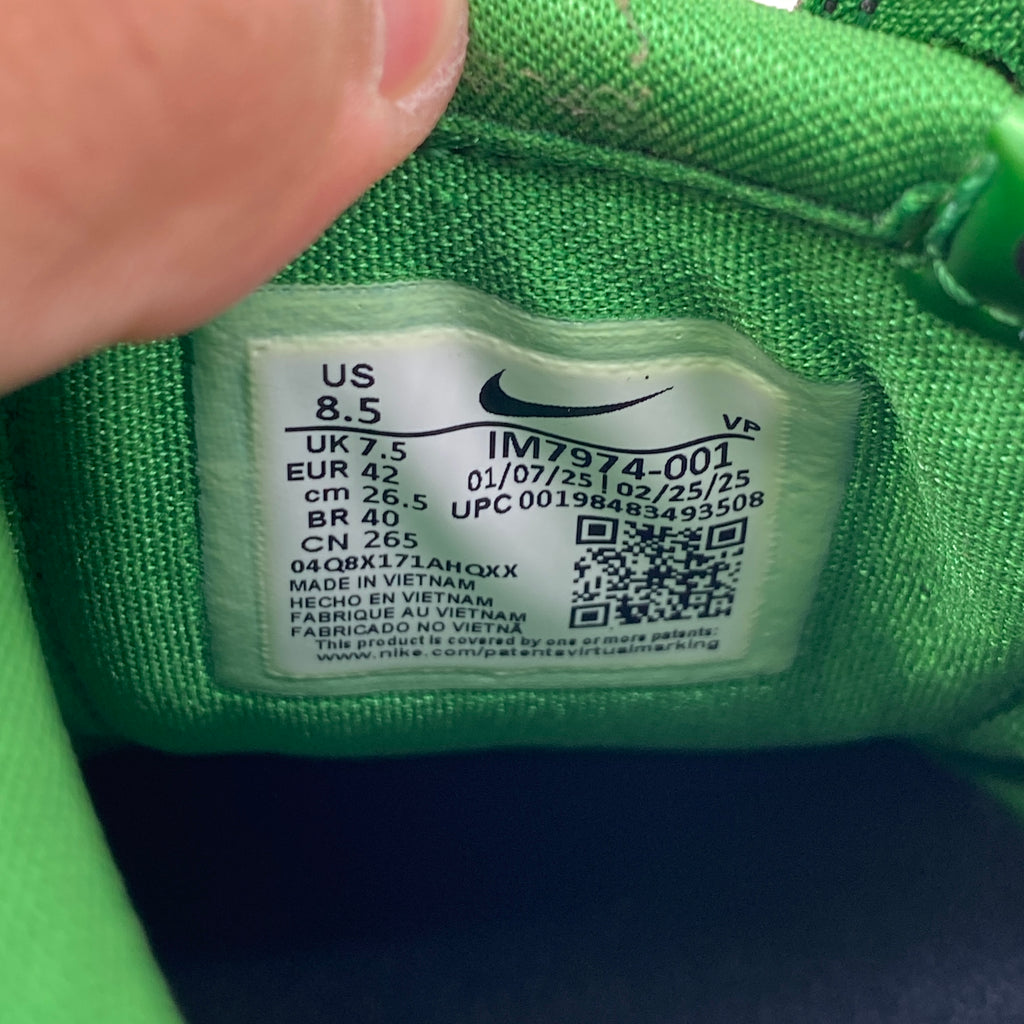 US
8.5
VP
UK 7.5
IM7974-001
EUR 42
01/07/25 | 02/25/25
cm 26.5
UPC 00198483493508
BR 40
CN 265
04Q8X171AHQXX
MADE IN VIETNAM
HECHO EN VIETNAM
FABRIQUE AU VIETNAM
FABRICADO NO VIETNÃ
This product is covered by one or more patents:
www.nike.com/patentsvirtualmarking